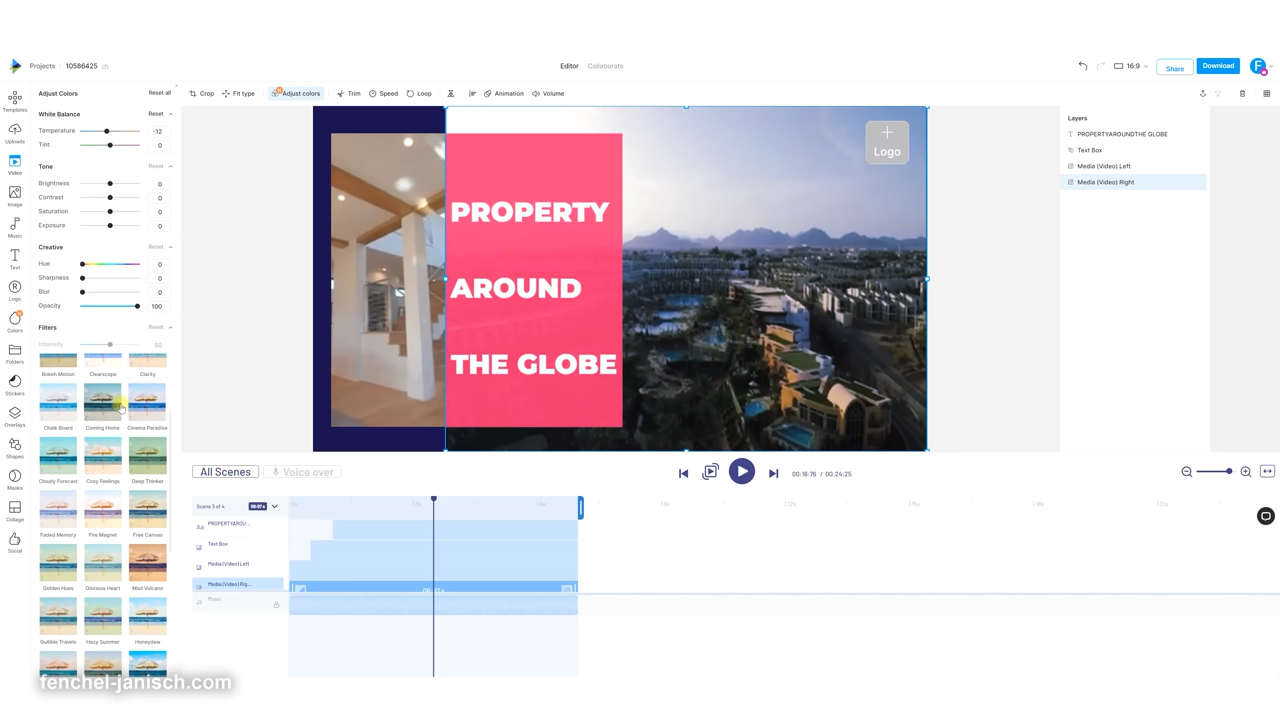 Projects / 10586425
Editor
Collaborate
16:9
Share
Download
F
Adjust Colors
Reset all
Crop
Fit type
Adjust colors
Trim
Speed
Loop
Animation
Volume
Templates
Uploads
Video
Image
Music
Text
Logo
Colors
Folders
Stickers
Overlays
Shapes
Masks
Collage
Social
White Balance
Reset
Temperature
-12
Tint
0
Tone
Reset
Brightness
0
Contrast
0
Saturation
0
Exposure
0
Creative
Reset
Hue
0
Sharpness
0
Blur
0
Opacity
100
Filters
Reset
Intensity
50
Bokeh Motion
Clearscope
Clarity
Chalk Board
Coming Home
Cinema Paradise
Cloudy Forecast
Cosy Feelings
Deep Thinker
Faded Memory
Fire Magnet
Free Canvas
Golden Hues
Glorious Heart
Mad Volcano
Gullible Travels
Hazy Summer
Honeydew
+
Logo
PROPERTY
AROUND
THE GLOBE
Layers
PROPERTYAROUNDTHE GLOBE
Text Box
Media (Video) Left
Media (Video) Right
All Scenes
Voice over
00:16:76 / 00:24:25
Scene 3 of 4
PROPERTYAROU...
Text Box
Media (Video) Left
Media (Video) Rig...
Music
fenchel-janisch.com